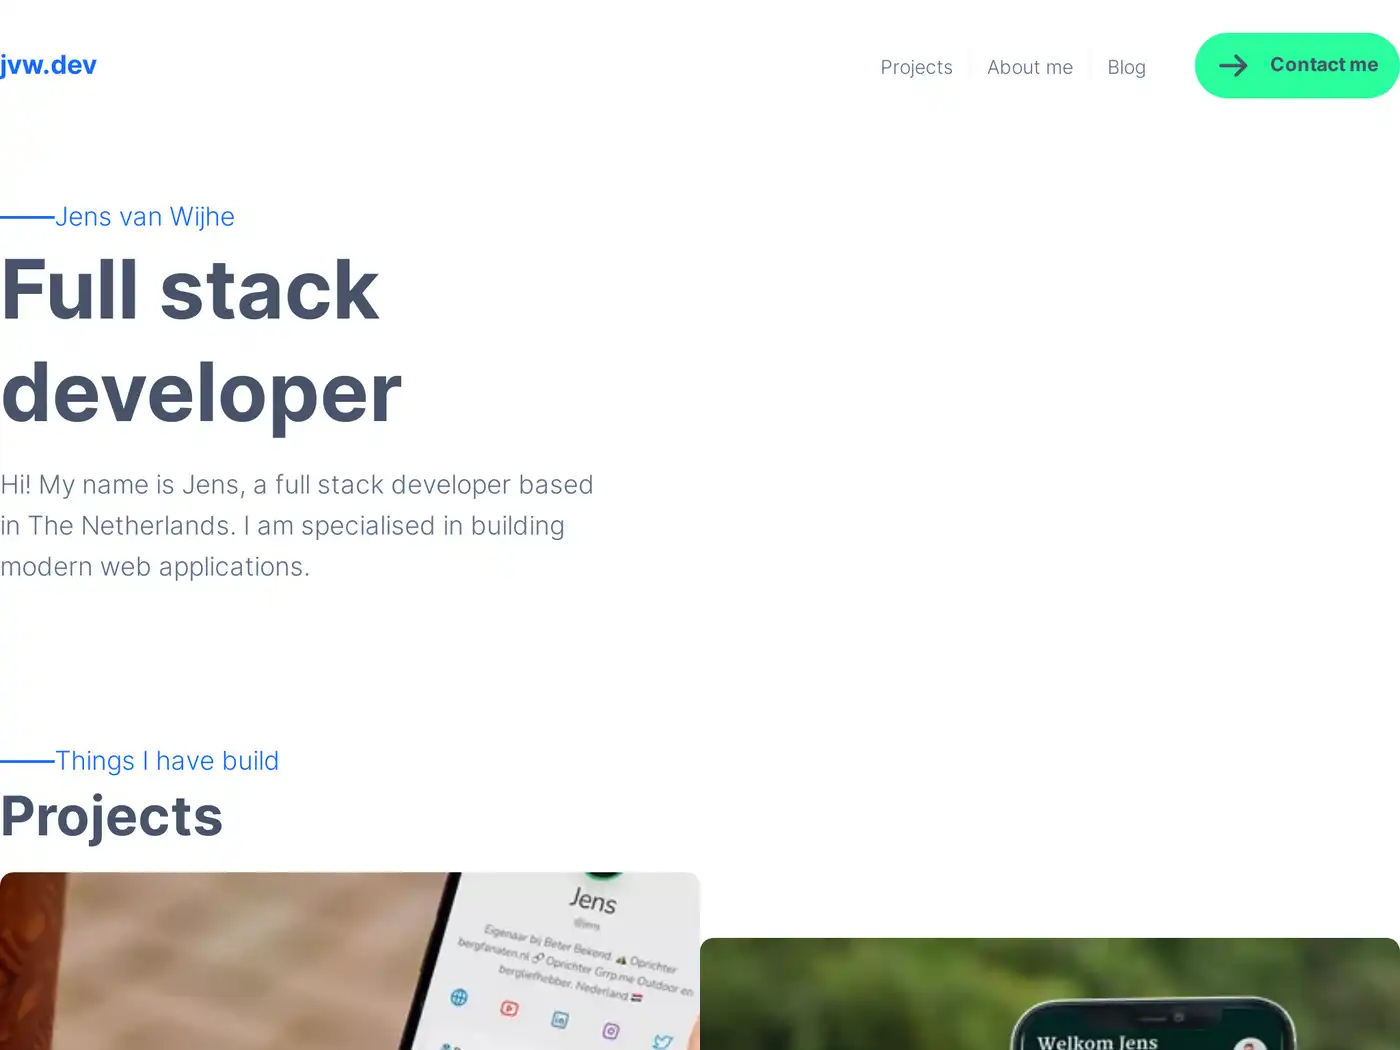 jvw.dev
Projects
About me
Blog
Contact me
Jens van Wijhe
Full stack
developer
Hi! My name is Jens, a full stack developer based
in The Netherlands. I am specialised in building
modern web applications.
Things I have build
Projects
Jens
@jens
Eigenaar bij Beter Bekend. ⛰️ Oprichter
bergfanaten.nl 🔗 Oprichter Grrp.me Outdoor en
bergliefhebber. Nederland 🇳🇱
Welkom Jens